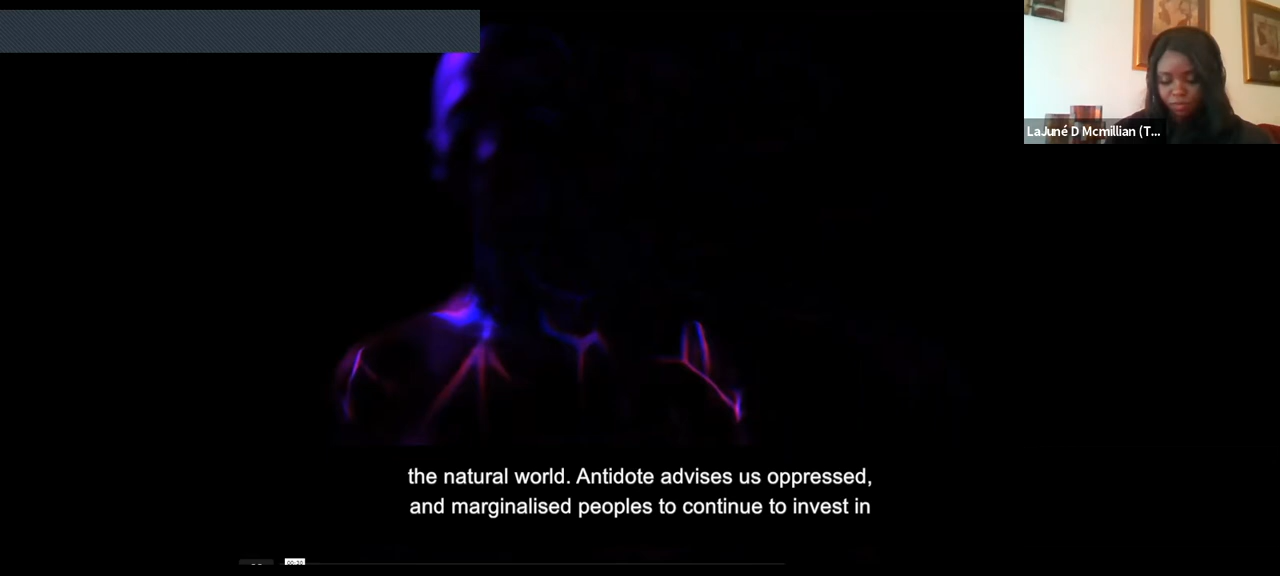 LaJuné D Mcmillian (T...
the natural world. Antidote advises us oppressed,
and marginalised peoples to continue to invest in